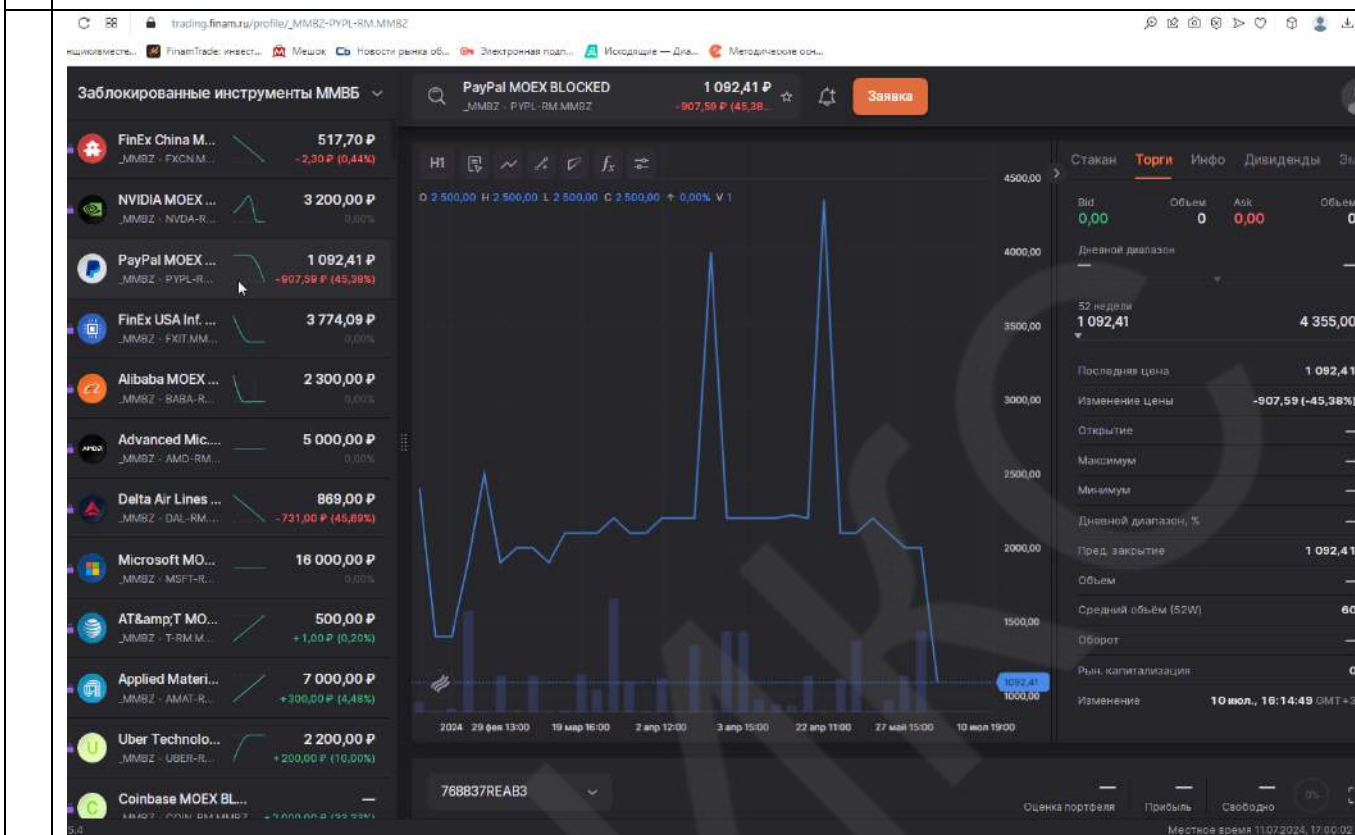 trading.finam.ru/profile/_MMBZ-PYPL-RM.MMBZ
FinamTrade: инвест... Мешок Новости рынка об... Электронная подп... Исходящие — Диа... Методические осн...
Заблокированные инструменты ММВБ
FinEx China M... 517,70 ₽
_MMBZ - FXCN.M... -2,30 ₽ (0,44%)
NVIDIA MOEX ... 3 200,00 ₽
_MMBZ - NVDA-R... 0,00%
PayPal MOEX ... 1 092,41 ₽
_MMBZ - PYPL-R... -907,59 ₽ (45,38%)
FinEx USA Inf. ... 3 774,09 ₽
_MMBZ - FXIT.MM... 0,00%
Alibaba MOEX ... 2 300,00 ₽
_MMBZ - BABA-R... 0,00%
Advanced Mic.... 5 000,00 ₽
_MMBZ - AMD-RM... 0,00%
Delta Air Lines ... 869,00 ₽
_MMBZ - DAL-RM.... -731,00 ₽ (45,69%)
Microsoft MO... 16 000,00 ₽
_MMBZ - MSFT-R... 0,00%
AT&amp;T MO... 500,00 ₽
_MMBZ - T-RM.M... +1,00 ₽ (0,20%)
Applied Materi... 7 000,00 ₽
_MMBZ - AMAT-R... +300,00 ₽ (4,48%)
Uber Technolo... 2 200,00 ₽
_MMBZ - UBER-R... +200,00 ₽ (10,00%)
Coinbase MOEX BL... —
PayPal MOEX BLOCKED 1 092,41 ₽
_MMBZ - PYPL-RM.MMBZ -907,59 ₽ (45,38...
Заявка
H1
O 2 500,00 H 2 500,00 L 2 500,00 C 2 500,00 ↑ 0,00% V 1
4500,00
4000,00
3500,00
3000,00
2500,00
2000,00
1500,00
1092,41
1000,00
2024 29 фев 13:00 19 мар 16:00 2 апр 12:00 3 апр 15:00 22 апр 11:00 27 май 15:00 10 июл 19:00
Стакан Торги Инфо Дивиденды
Bid Объем Ask Объем
0,00 0 0,00 0
Дневной диапазон
—
52 недели
1 092,41 4 355,00
Последняя цена 1 092,41
Изменение цены -907,59 (-45,38%)
Открытие —
Максимум —
Минимум —
Дневной диапазон, % —
Пред. закрытие 1 092,41
Объем —
Средний объём (52W) 60
Оборот —
Рын. капитализация 0
Изменение 10 июл., 16:14:49 GMT+3
768837REAB3
— — — 0%
Оценка портфеля Прибыль Свободно
5.4 Местное время 11.07.2024, 17:00:02